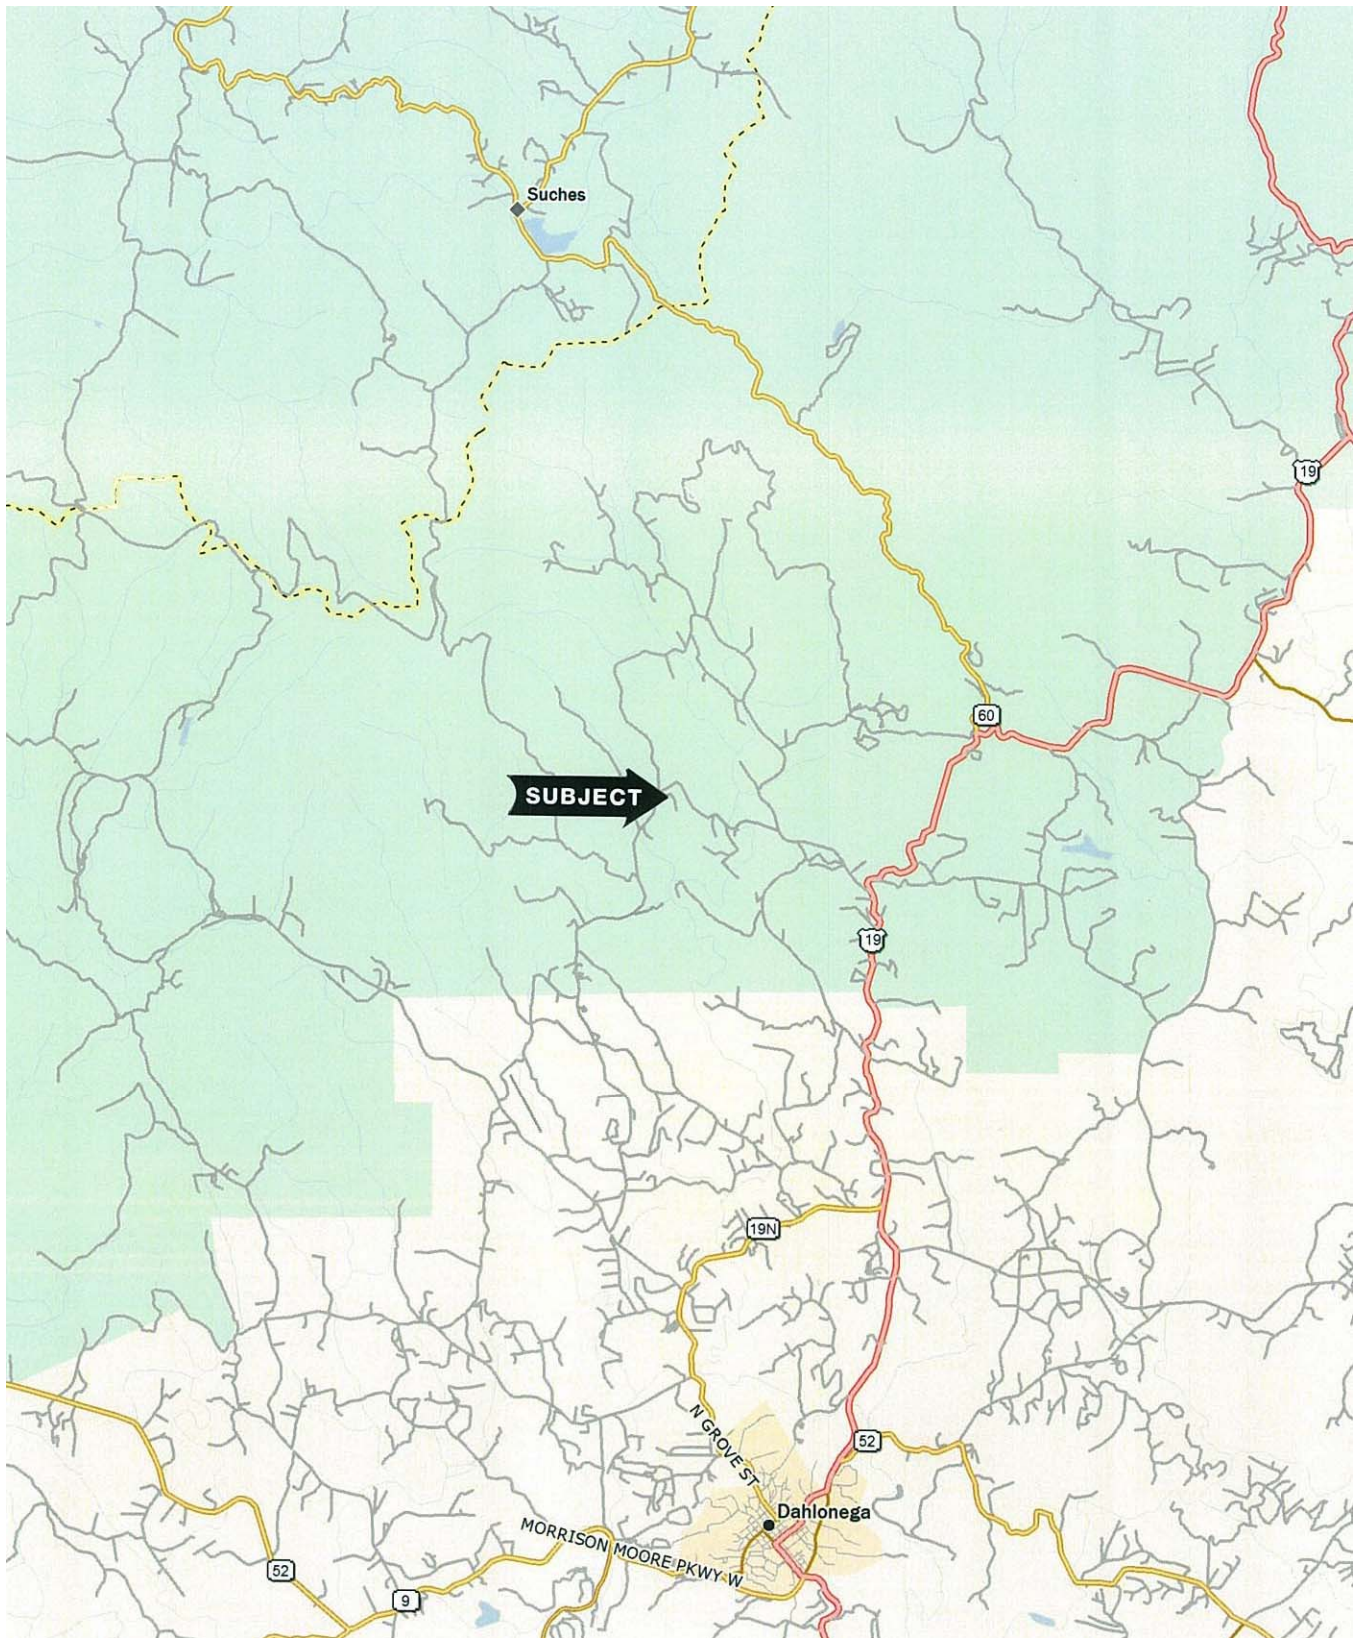 Suches
19
60
SUBJECT
19
19N
N GROVE ST
52
Dahlonega
MORRISON MOORE PKWY W
52
9